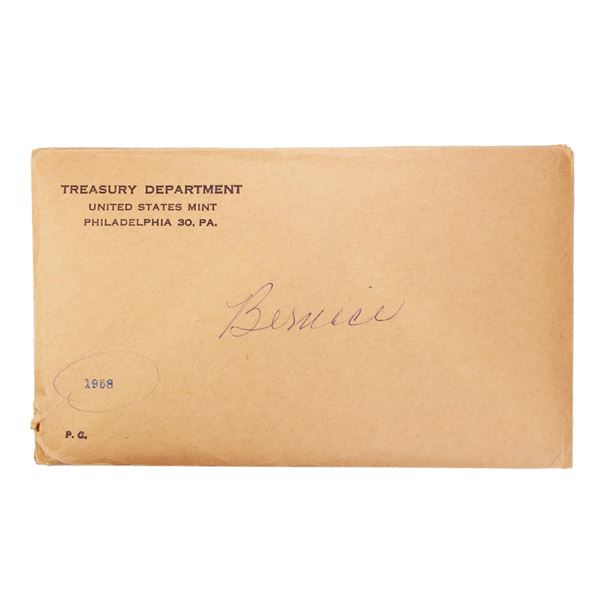 TREASURY DEPARTMENT
UNITED STATES MINT
PHILADELPHIA 30, PA.
Bernice
1958
P. C.